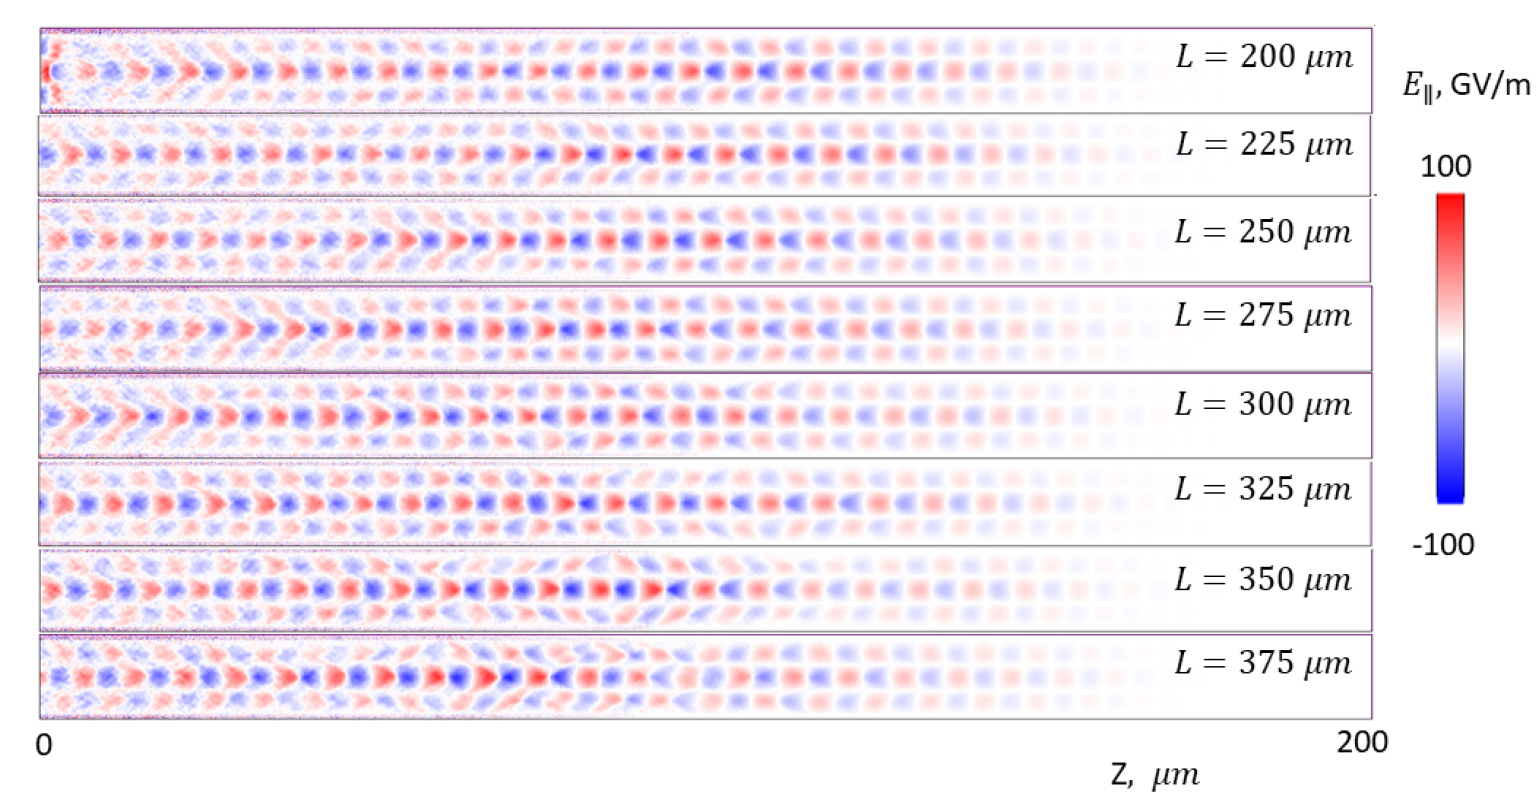 L = 200 μm
E∥, GV/m
L = 225 μm
100
L = 250 μm
L = 275 μm
L = 300 μm
L = 325 μm
-100
L = 350 μm
L = 375 μm
0
200
Z, μm